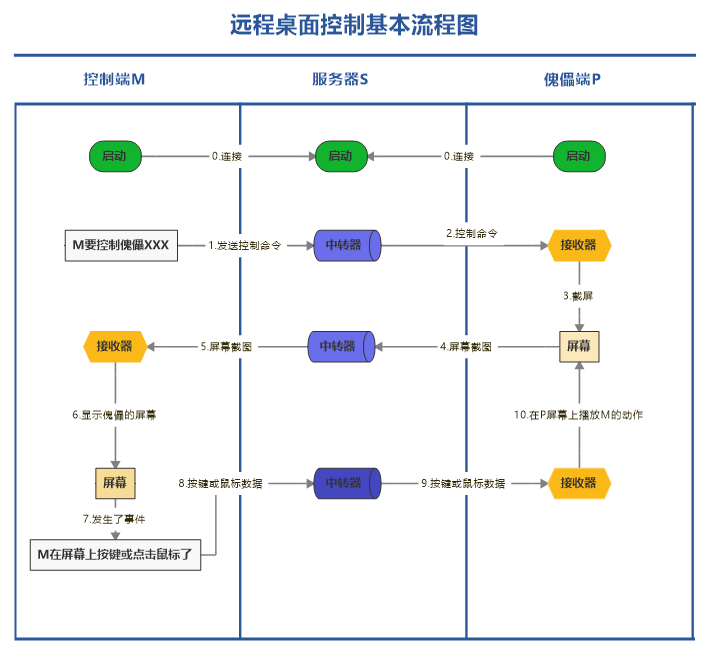 远程桌面控制基本流程图
控制端M
服务器S
傀儡端P
启动
0.连接
启动
0.连接
启动
M要控制傀儡XXX
1.发送控制命令
中转器
2.控制命令
接收器
3.截屏
接收器
5.屏幕截图
中转器
4.屏幕截图
屏幕
6.显示傀儡的屏幕
10.在P屏幕上播放M的动作
屏幕
8.按键或鼠标数据
中转器
9.按键或鼠标数据
接收器
7.发生了事件
M在屏幕上按键或点击鼠标了